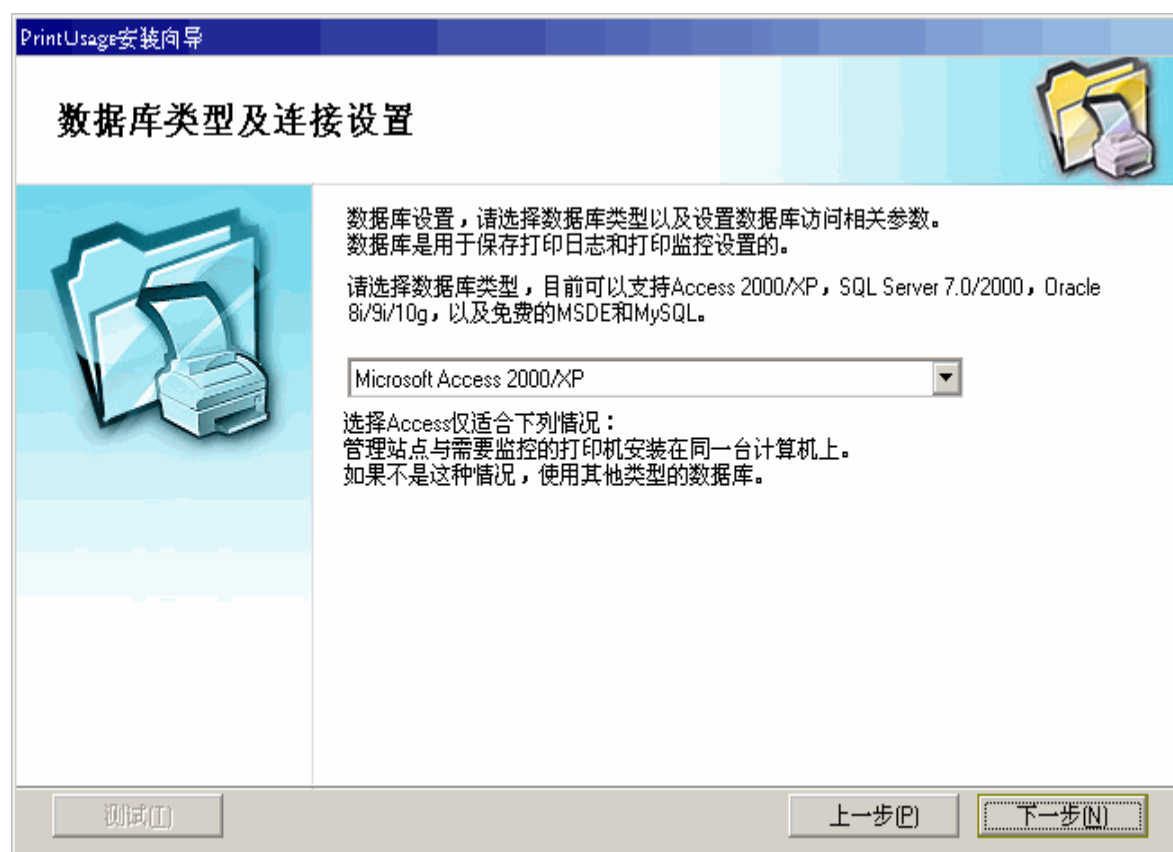 PrintUsage安装向导
数据库类型及连接设置
数据库设置，请选择数据库类型以及设置数据库访问相关参数。
数据库是用于保存打印日志和打印监控设置的。
请选择数据库类型，目前可以支持Access 2000/XP，SQL Server 7.0/2000，Oracle
8i/9i/10g，以及免费的MSDE和MySQL。
Microsoft Access 2000/XP
选择Access仅适合下列情况：
管理站点与需要监控的打印机安装在同一台计算机上。
如果不是这种情况，使用其他类型的数据库。
测试(T)
上一步(P)
下一步(N)